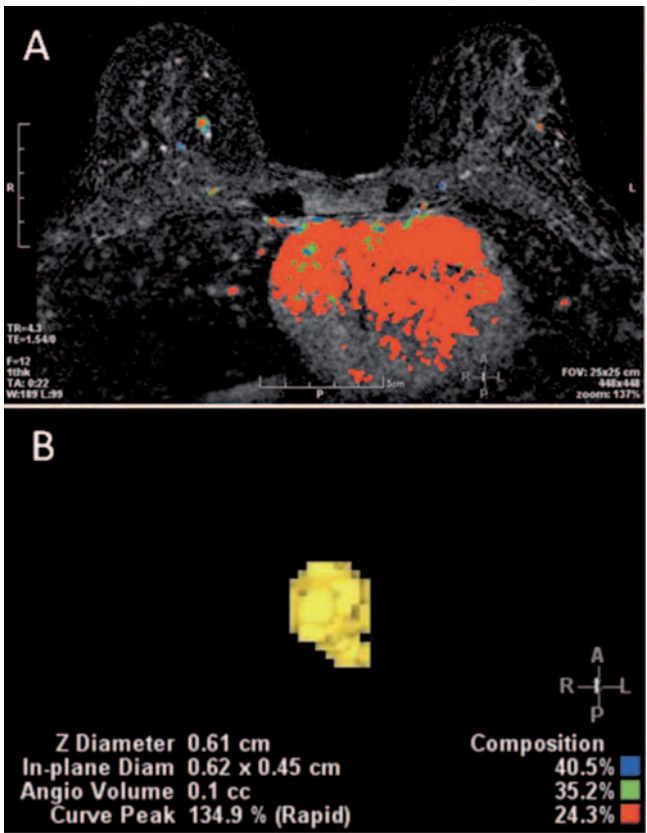 A
R
L
TR=4.3
TE=1.54/0
F=12
1thk
TA: 0:22
W:189 L:99
5cm
P
A
R L
P
FOV: 25x25 cm
448x448
zoom: 137%
B
A
R L
P
Z Diameter 0.61 cm
In-plane Diam 0.62 x 0.45 cm
Angio Volume 0.1 cc
Curve Peak 134.9 % (Rapid)
Composition
40.5%
35.2%
24.3%